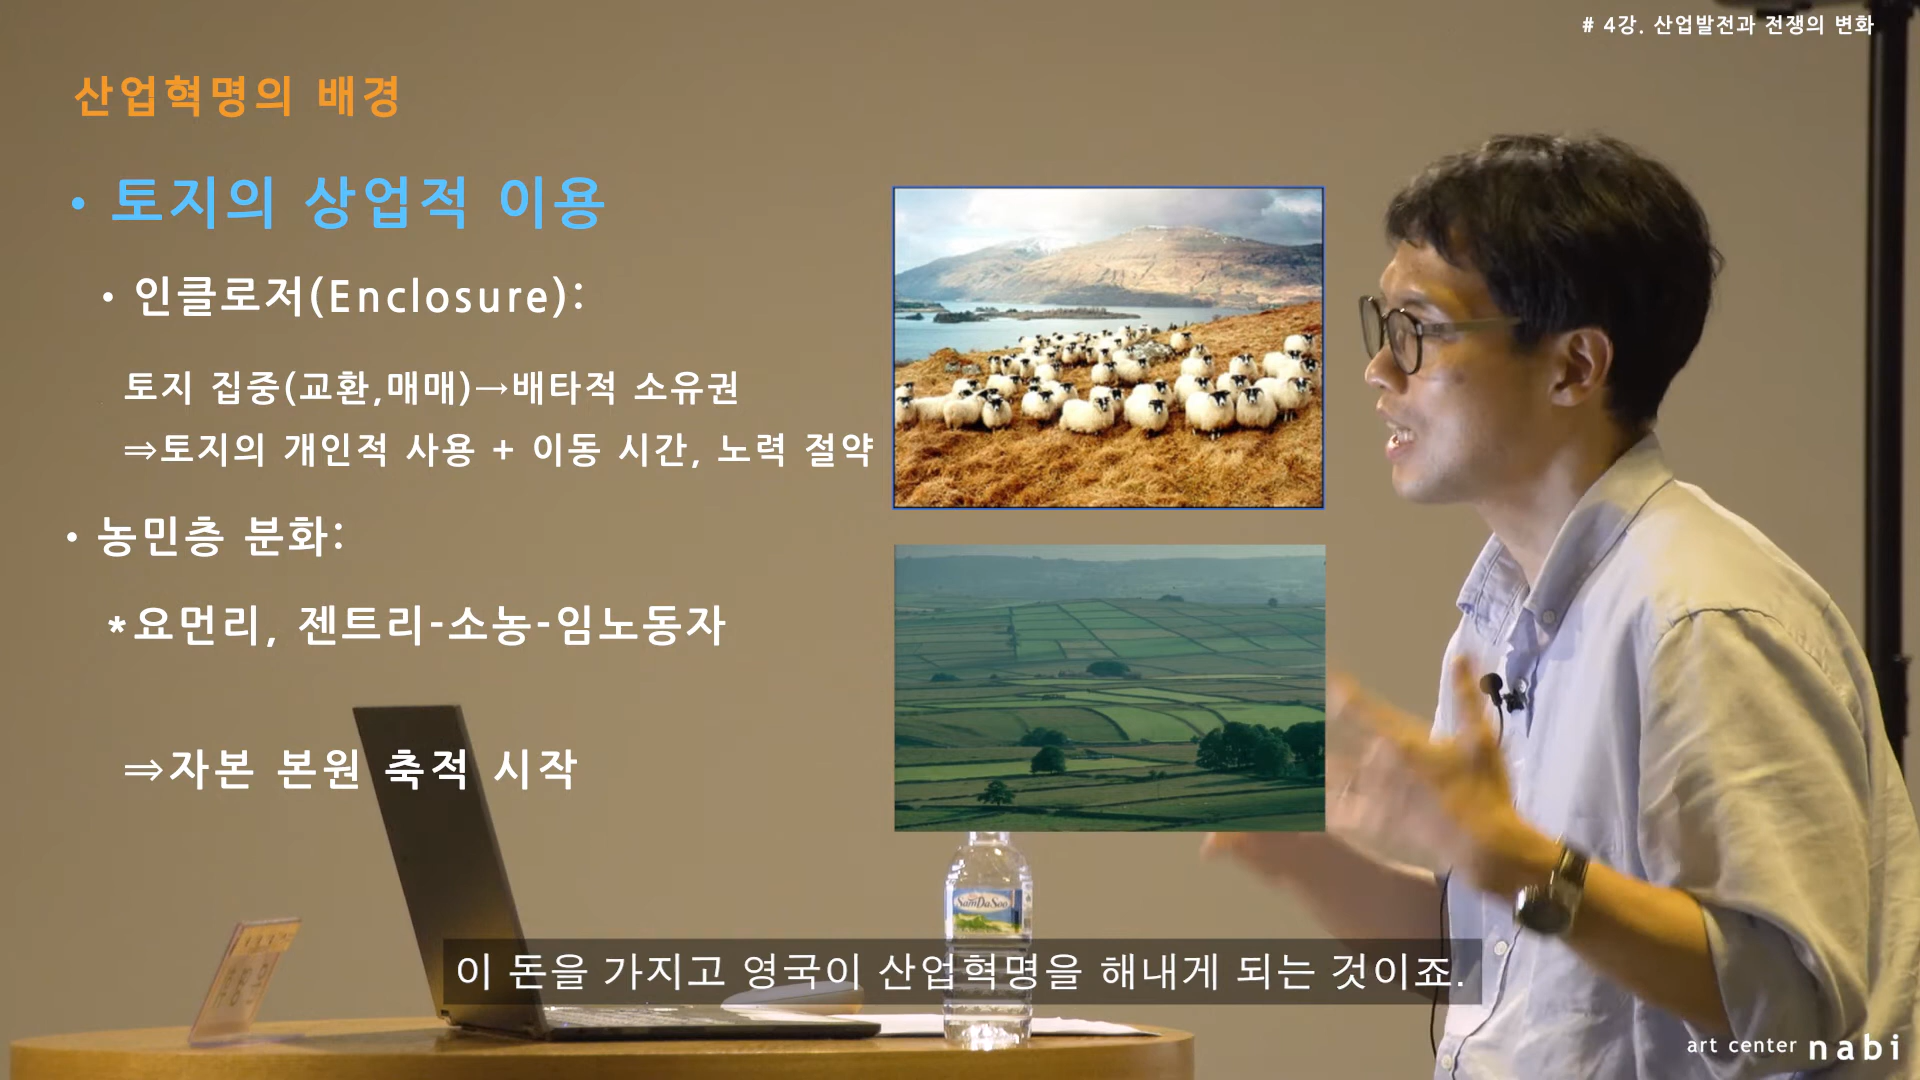 # 4강. 산업발전과 전쟁의 변화
산업혁명의 배경
• 토지의 상업적 이용
• 인클로저(Enclosure):
토지 집중(교환,매매)→배타적 소유권
⇒토지의 개인적 사용 + 이동 시간, 노력 절약
• 농민층 분화:
*요먼리, 젠트리-소농-임노동자
⇒자본 본원 축적 시작
SamDaSoo
이 돈을 가지고 영국이 산업혁명을 해내게 되는 것이죠.
art center nabi